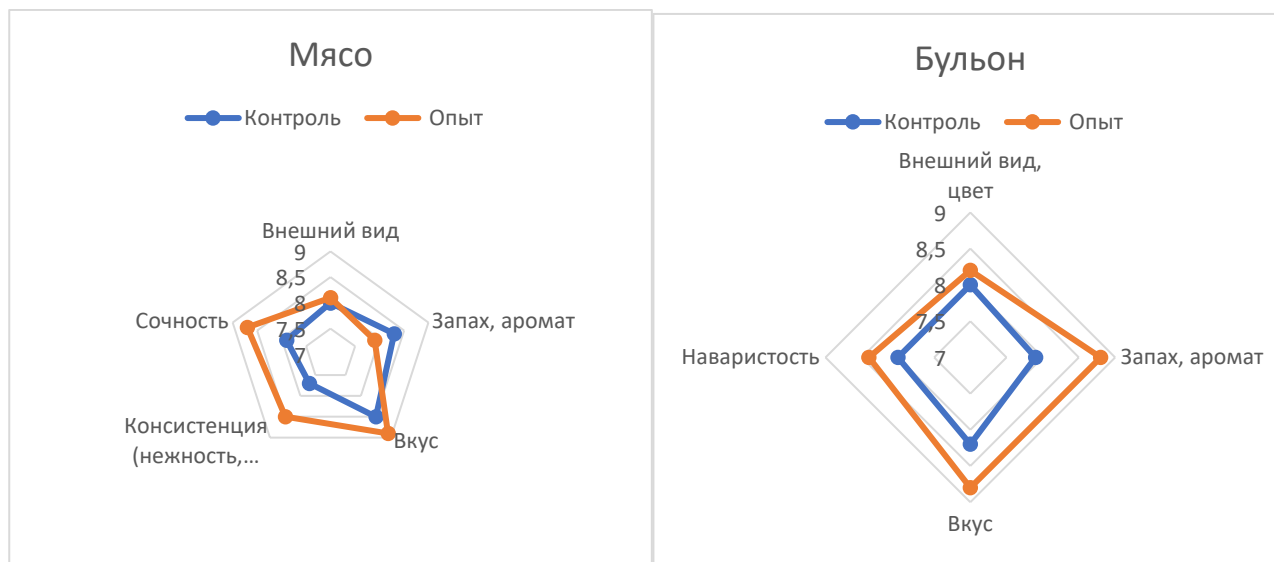 Мясо
Контроль
Опыт
Внешний вид
9
8,5
8
7,5
7
Запах, аромат
Вкус
Консистенция
(нежность,...
Сочность
Бульон
Контроль
Опыт
Внешний вид,
цвет
9
8,5
8
7,5
7
Запах, аромат
Вкус
Наваристость